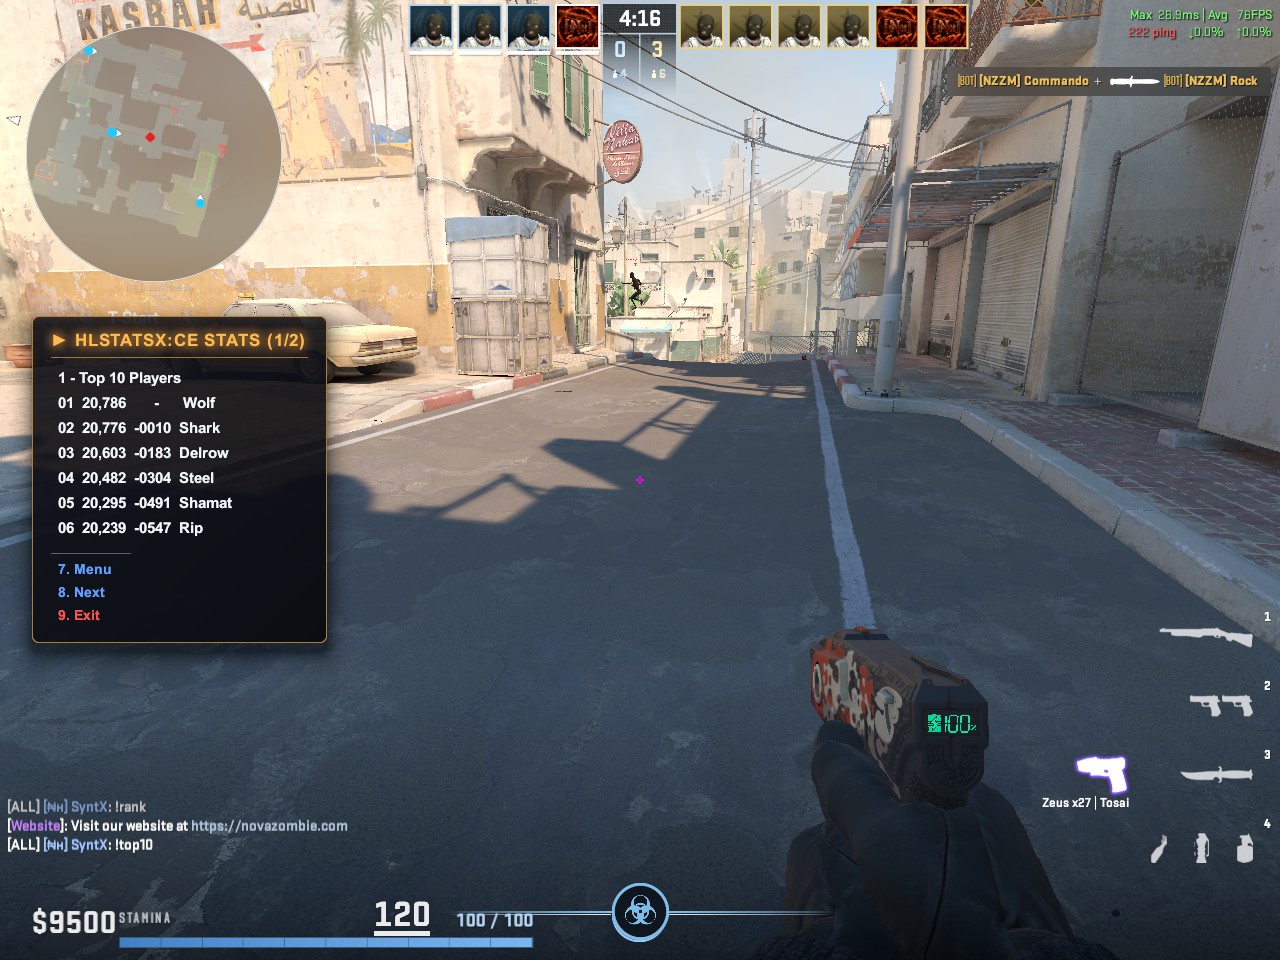 KASBAH
القصبة
4:16
0 3
4 6
Max 26.9ms | Avg 76FPS
222 ping ↓0.0% ↑0.0%
[BOT] [NZZM] Commando + [BOT] [NZZM] Rock
T Start
▶ HLSTATSX:CE STATS (1/2)
1 - Top 10 Players
01 20,786 - Wolf
02 20,776 -0010 Shark
03 20,603 -0183 Delrow
04 20,482 -0304 Steel
05 20,295 -0491 Shamat
06 20,239 -0547 Rip
7. Menu
8. Next
9. Exit
100%
1
2
3
Zeus x27 | Tosai
4
[ALL] [NH] SyntX: !rank
[Website]: Visit our website at https://novazombie.com
[ALL] [NH] SyntX: !top10
$9500 STAMINA 120 100 / 100